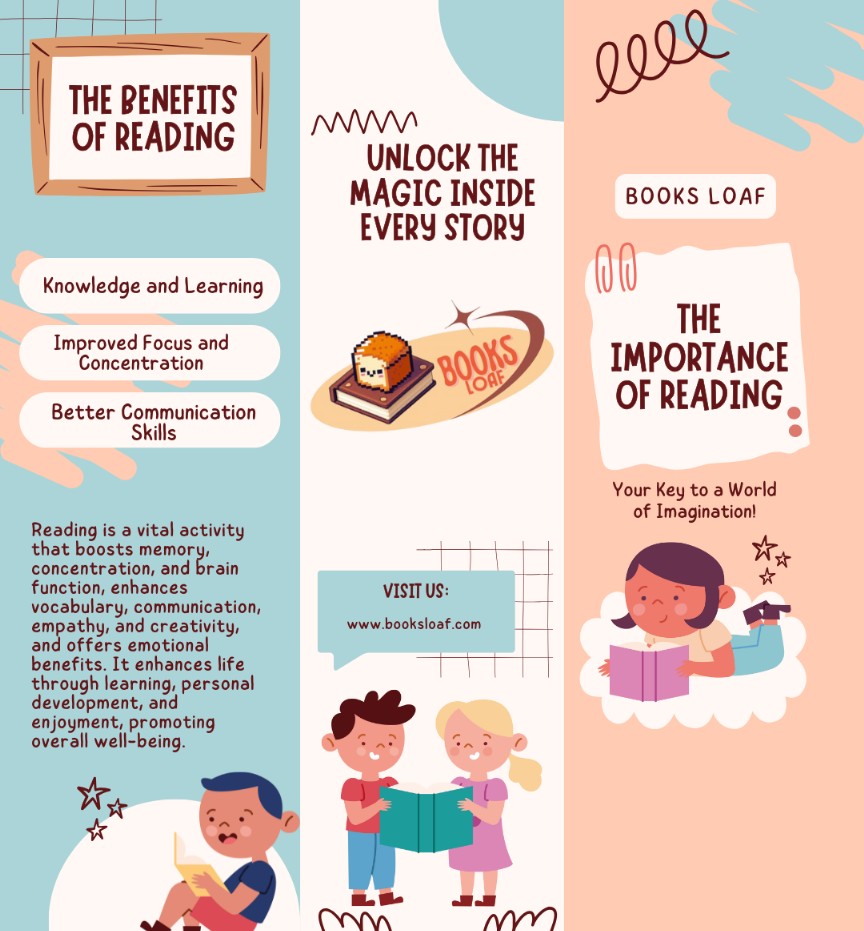 THE BENEFITS
OF READING
Knowledge and Learning
Improved Focus and
Concentration
Better Communication
Skills
Reading is a vital activity
that boosts memory,
concentration, and brain
function, enhances
vocabulary, communication,
empathy, and creativity,
and offers emotional
benefits. It enhances life
through learning, personal
development, and
enjoyment, promoting
overall well-being.
UNLOCK THE
MAGIC INSIDE
EVERY STORY
BOOKS
LOAF
VISIT US:
www.booksloaf.com
BOOKS LOAF
THE
IMPORTANCE
OF READING
Your Key to a World
of Imagination!